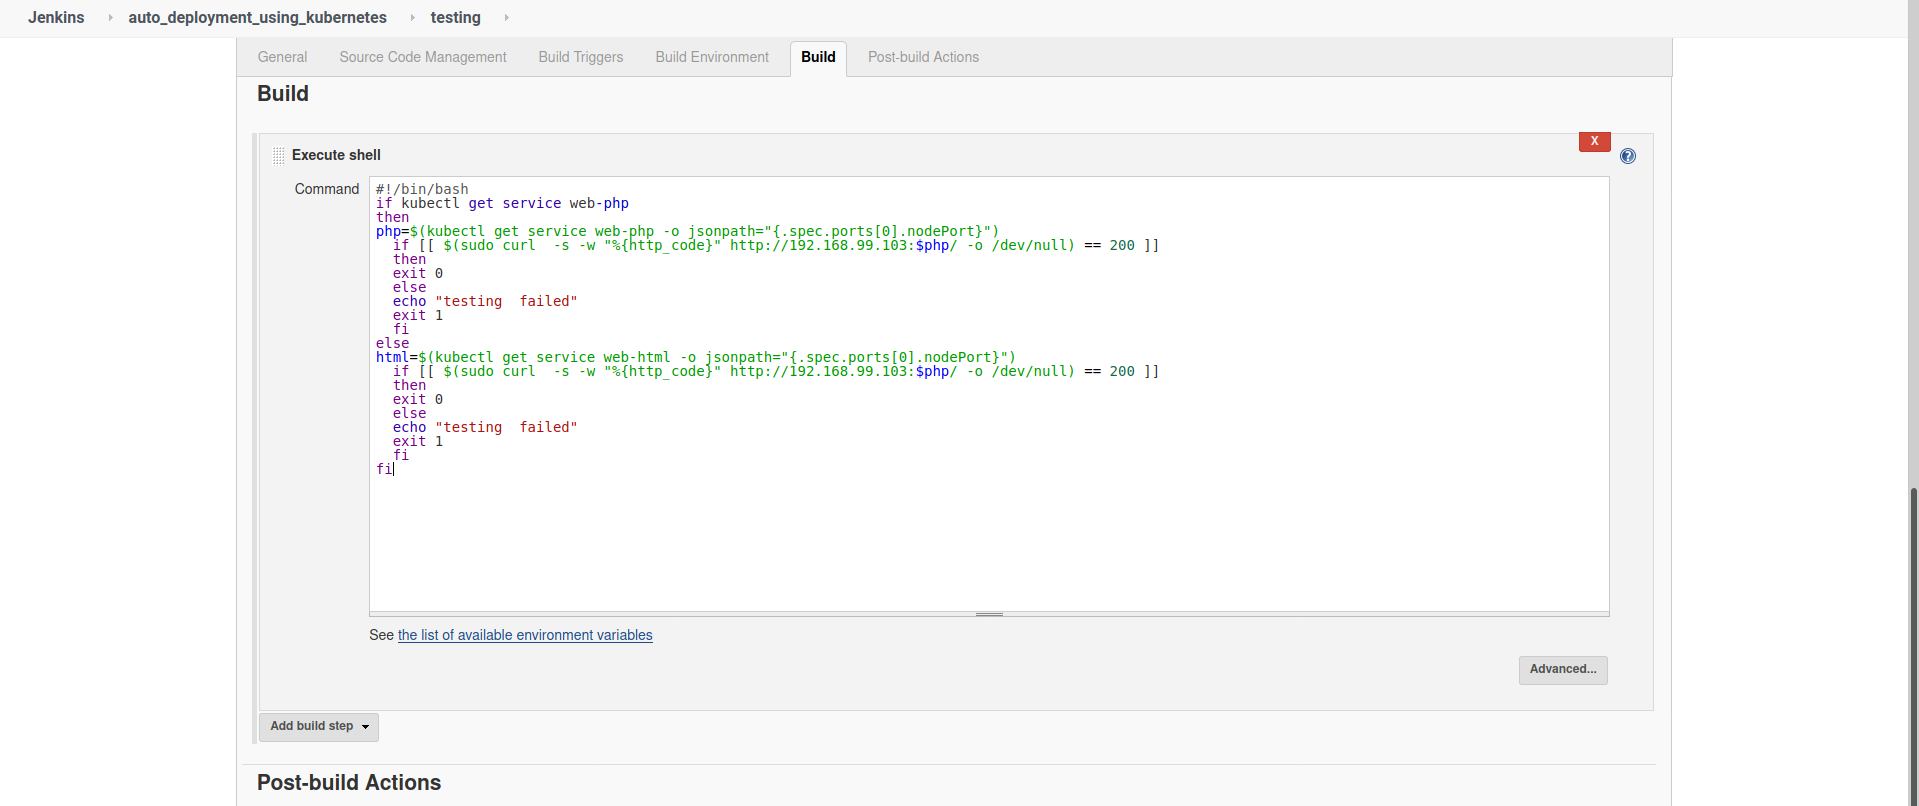 Jenkins auto_deployment_using_kubernetes testing
General Source Code Management Build Triggers Build Environment Build Post-build Actions
Build
X
Execute shell
?
Command
#!/bin/bash
if kubectl get service web-php
then
php=$(kubectl get service web-php -o jsonpath="{.spec.ports[0].nodePort}")
  if [[ $(sudo curl  -s -w "%{http_code}" http://192.168.99.103:$php/ -o /dev/null) == 200 ]]
  then
  exit 0
  else
  echo "testing  failed"
  exit 1
  fi
else
html=$(kubectl get service web-html -o jsonpath="{.spec.ports[0].nodePort}")
  if [[ $(sudo curl  -s -w "%{http_code}" http://192.168.99.103:$php/ -o /dev/null) == 200 ]]
  then
  exit 0
  else
  echo "testing  failed"
  exit 1
  fi
fi
See the list of available environment variables
Advanced...
Add build step
Post-build Actions